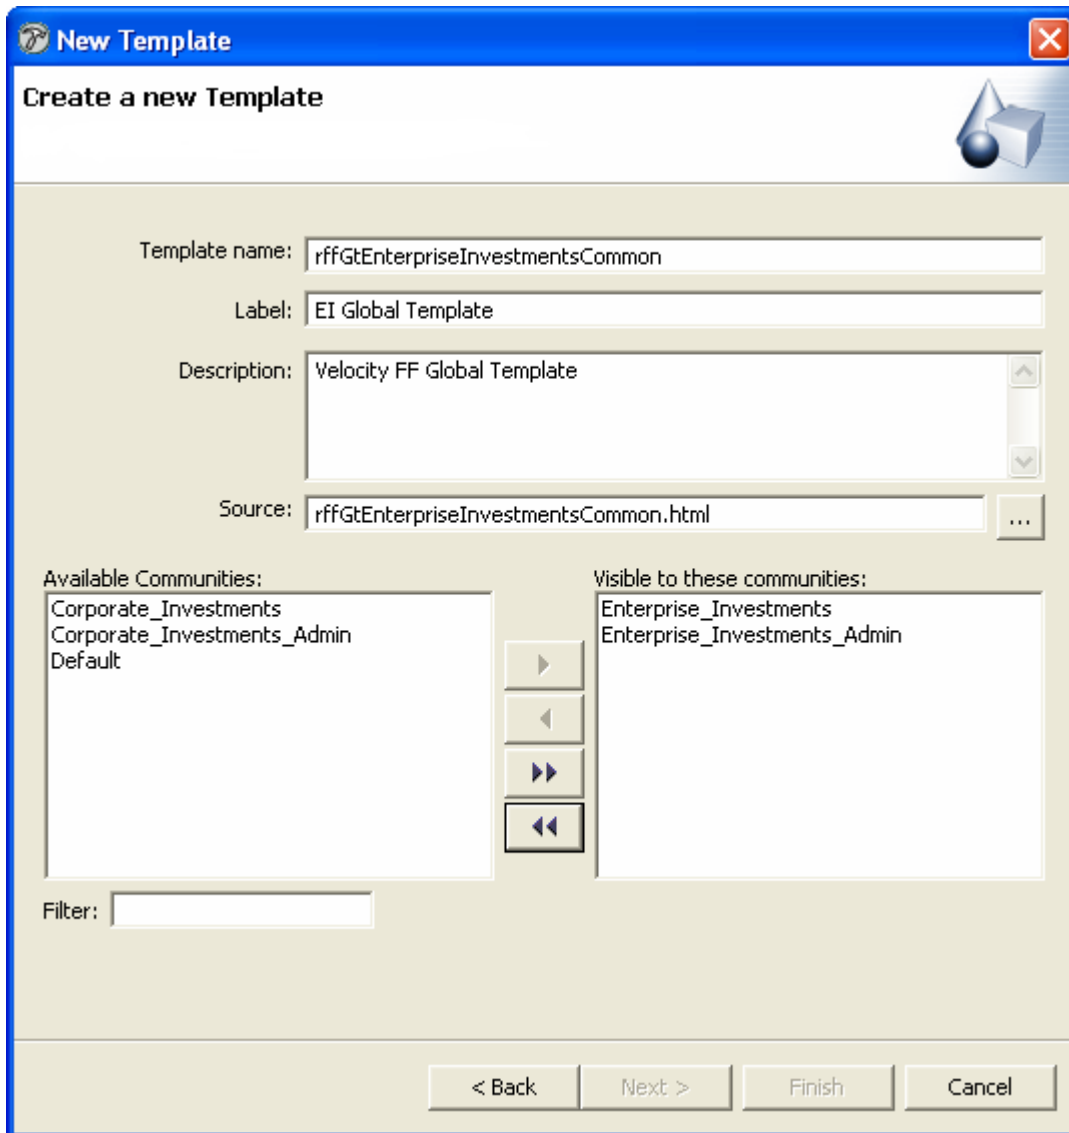 New Template
Create a new Template
Template name: rffGtEnterpriseInvestmentsCommon
Label: EI Global Template
Description: Velocity FF Global Template
Source: rffGtEnterpriseInvestmentsCommon.html ...
Available Communities:
Corporate_Investments
Corporate_Investments_Admin
Default
Visible to these communities:
Enterprise_Investments
Enterprise_Investments_Admin
Filter:
< Back Next > Finish Cancel